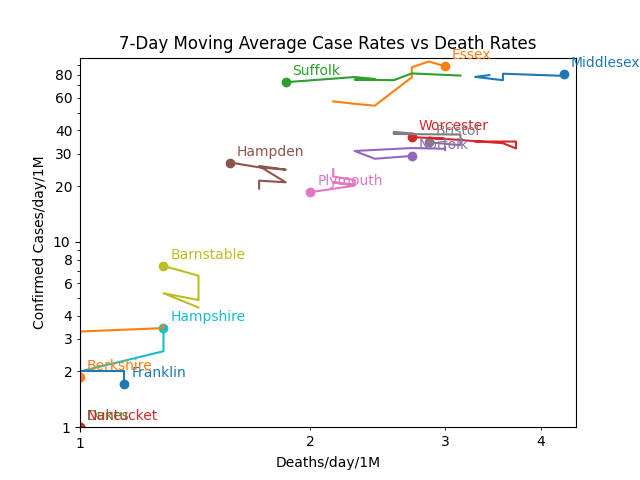 7-Day Moving Average Case Rates vs Death Rates
Essex
Middlesex
Suffolk
Worcester
Bristol
Norfolk
Hampden
Plymouth
Barnstable
Hampshire
Berkshire
Franklin
Nantucket
80
60
40
30
20
10
8
6
4
3
2
1
1
2
3
4
Confirmed Cases/day/1M
Deaths/day/1M